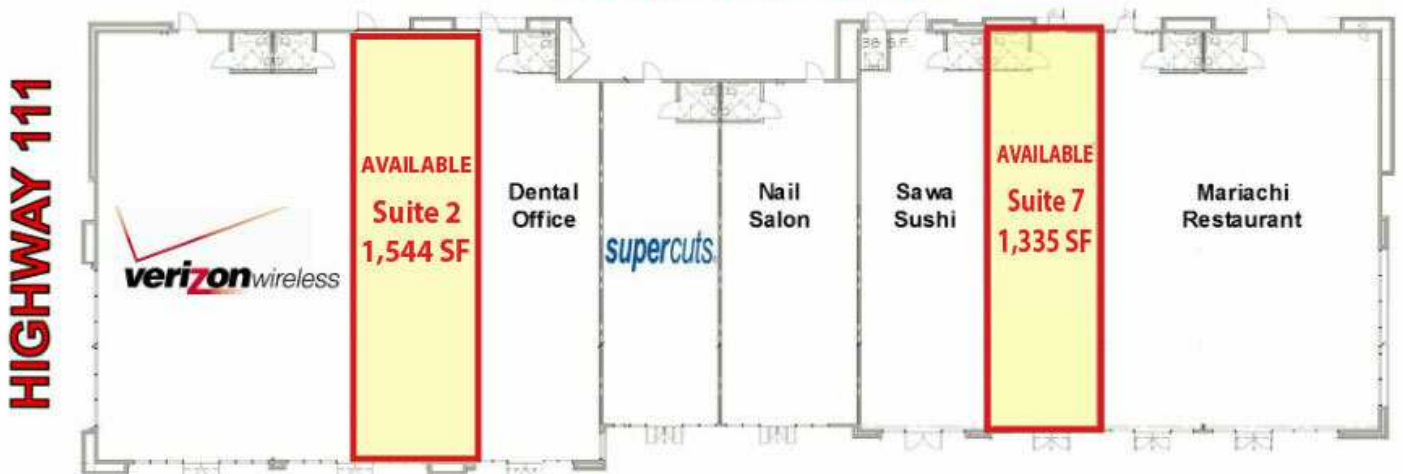 HIGHWAY 111
verizonwireless
AVAILABLE
Suite 2
1,544 SF
Dental
Office
supercuts
Nail
Salon
Sawa
Sushi
AVAILABLE
Suite 7
1,335 SF
Mariachi
Restaurant